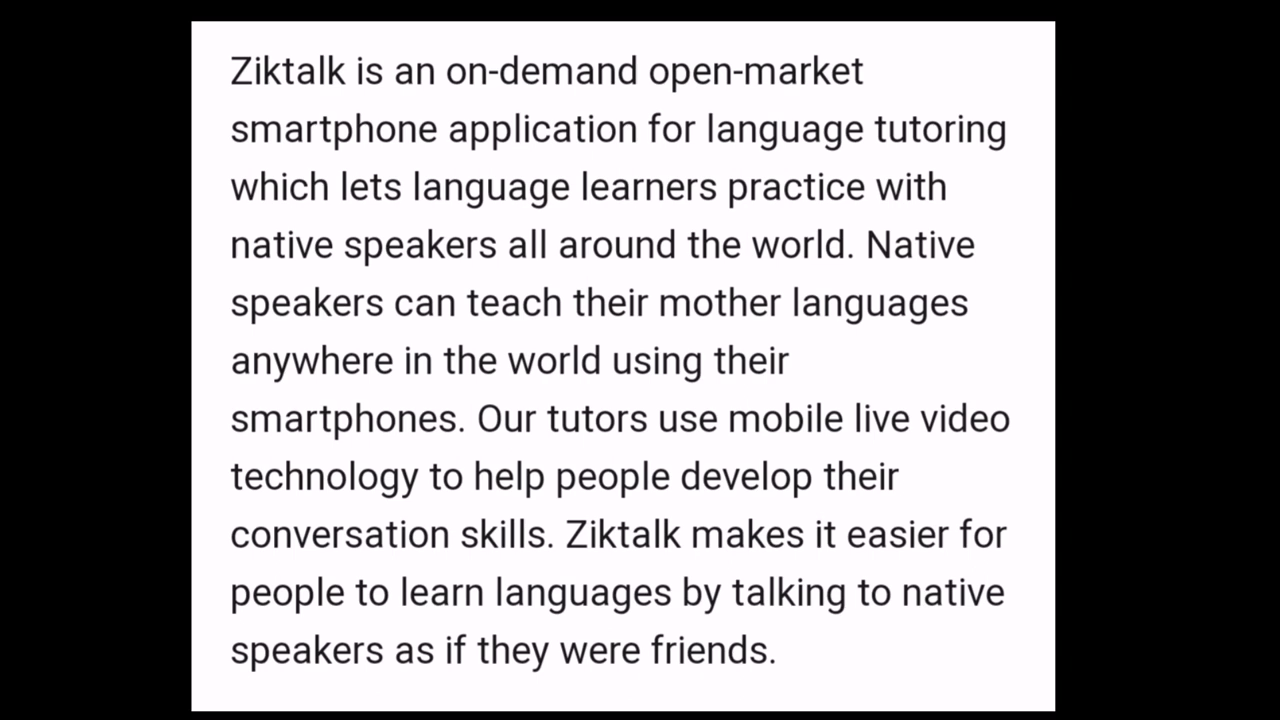 Ziktalk is an on-demand open-market
smartphone application for language tutoring
which lets language learners practice with
native speakers all around the world. Native
speakers can teach their mother languages
anywhere in the world using their
smartphones. Our tutors use mobile live video
technology to help people develop their
conversation skills. Ziktalk makes it easier for
people to learn languages by talking to native
speakers as if they were friends.